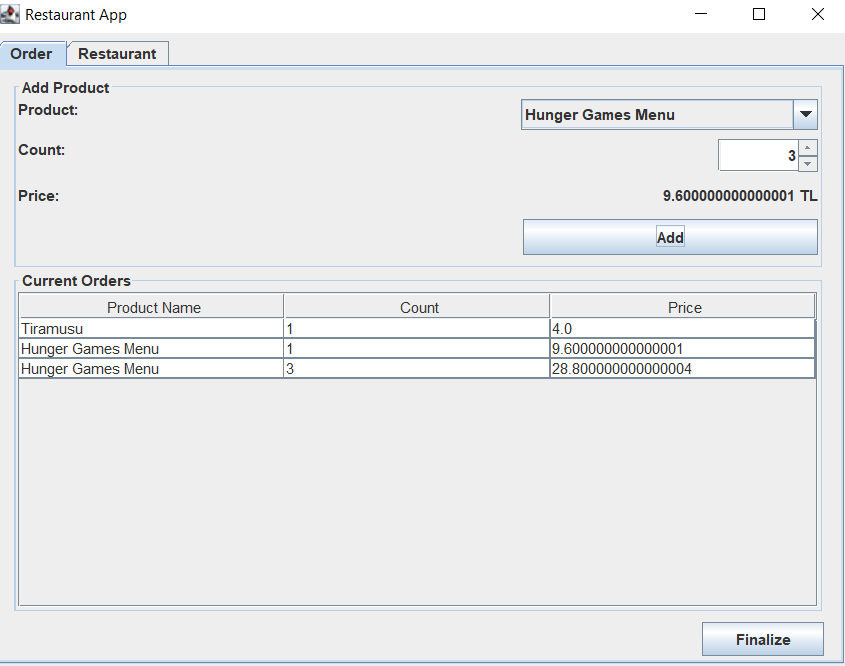 Restaurant App
Order Restaurant
Add Product
Product: Hunger Games Menu
Count: 3
Price: 9.600000000000001 TL
Add
Current Orders
Product Name Count Price
Tiramusu 1 4.0
Hunger Games Menu 1 9.600000000000001
Hunger Games Menu 3 28.800000000000004
Finalize